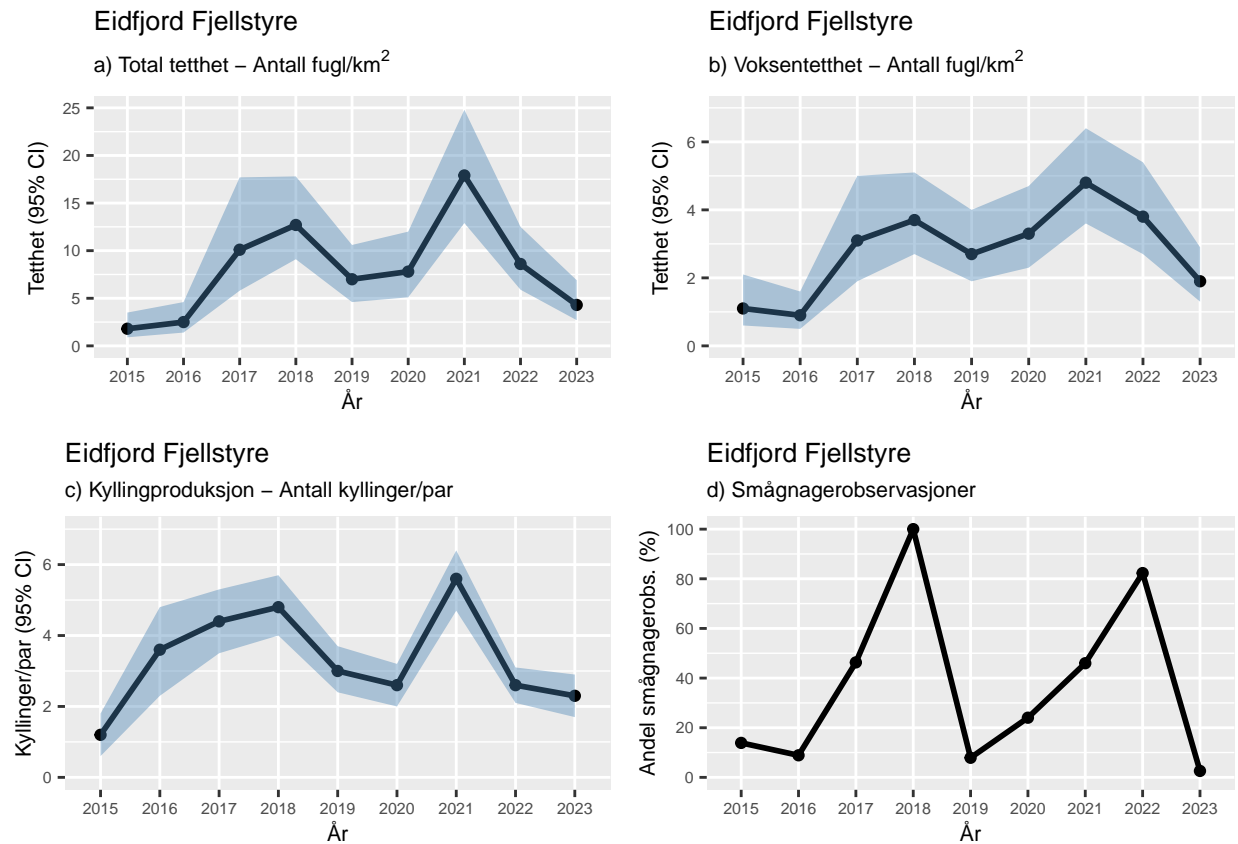 Eidfjord Fjellstyre
a) Total tetthet − Antall fugl/km²
Tetthet (95% CI)
25
20
15
10
5
0
2015 2016 2017 2018 2019 2020 2021 2022 2023
År
Eidfjord Fjellstyre
b) Voksentetthet − Antall fugl/km²
Tetthet (95% CI)
6
4
2
0
2015 2016 2017 2018 2019 2020 2021 2022 2023
År
Eidfjord Fjellstyre
c) Kyllingproduksjon − Antall kyllinger/par
Kyllinger/par (95% CI)
6
4
2
0
2015 2016 2017 2018 2019 2020 2021 2022 2023
År
Eidfjord Fjellstyre
d) Smågnagerobservasjoner
Andel smågnagerobs. (%)
100
80
60
40
20
0
2015 2016 2017 2018 2019 2020 2021 2022 2023
År